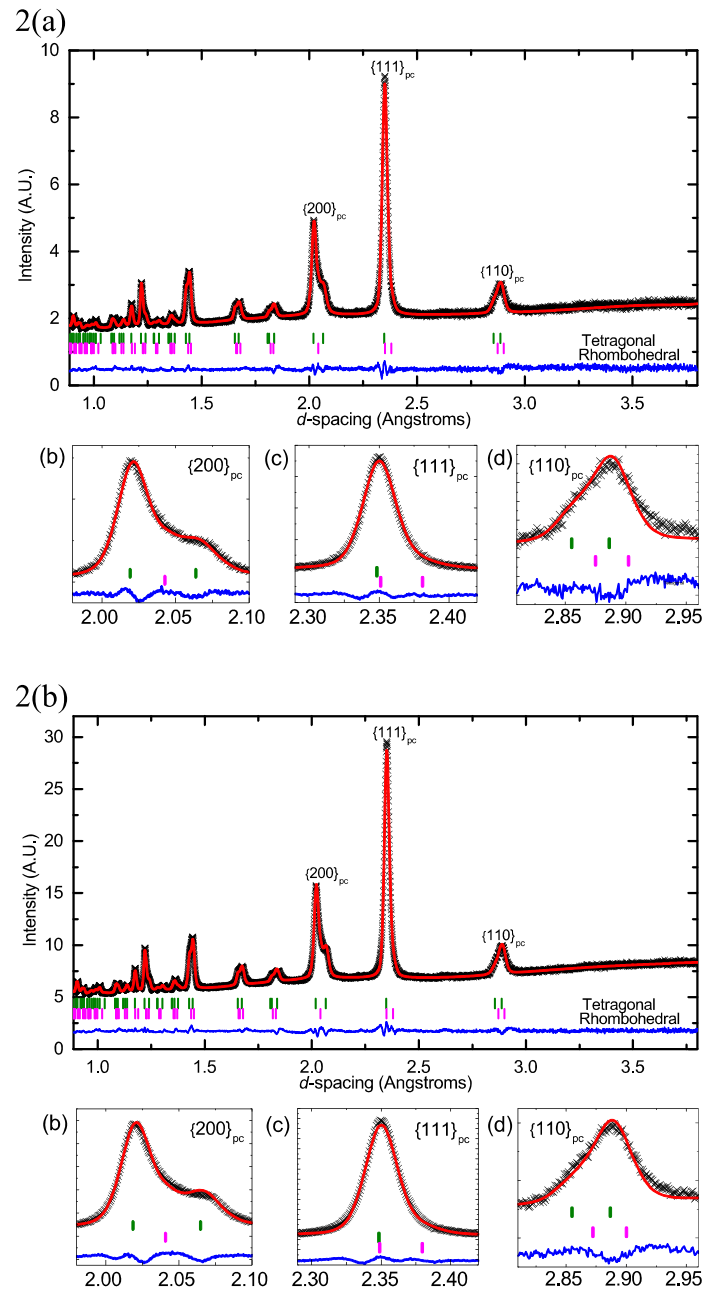 2(a)
10
8
6
4
2
0
Intensity (A.U.)
{111}pc
{200}pc
{110}pc
Tetragonal
Rhombohedral
1.0 1.5 2.0 2.5 3.0 3.5
d-spacing (Angstroms)
(b) {200}pc
2.00 2.05 2.10
(c) {111}pc
2.30 2.35 2.40
(d) {110}pc
2.85 2.90 2.95
2(b)
30
25
20
15
10
5
0
Intensity (A.U.)
{111}pc
{200}pc
{110}pc
Tetragonal
Rhombohedral
1.0 1.5 2.0 2.5 3.0 3.5
d-spacing (Angstroms)
(b) {200}pc
2.00 2.05 2.10
(c) {111}pc
2.30 2.35 2.40
(d) {110}pc
2.85 2.90 2.95